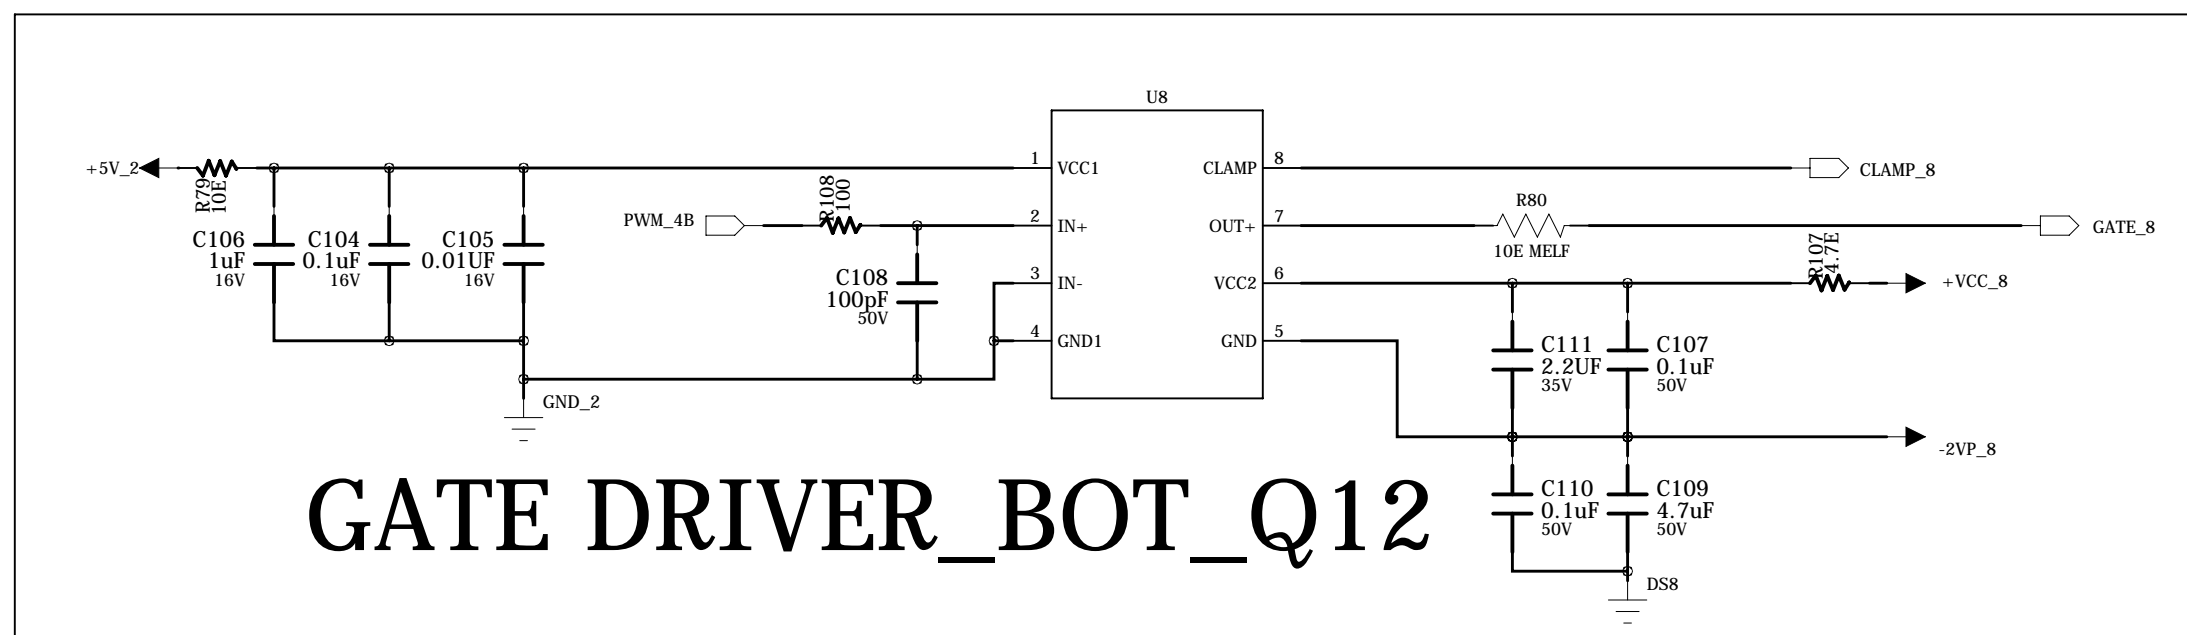 U8
+5V_2
R79
10E
C106
1uF
16V
C104
0.1uF
16V
C105
0.01UF
16V
PWM_4B
R108
100
C108
100pF
50V
GND_2
1
VCC1
2
IN+
3
IN-
4
GND1
CLAMP
8
OUT+
7
VCC2
6
GND
5
CLAMP_8
R80
10E MELF
GATE_8
R107
4.7E
+VCC_8
C111
2.2UF
35V
C107
0.1uF
50V
-2VP_8
C110
0.1uF
50V
C109
4.7uF
50V
DS8
GATE DRIVER_BOT_Q12